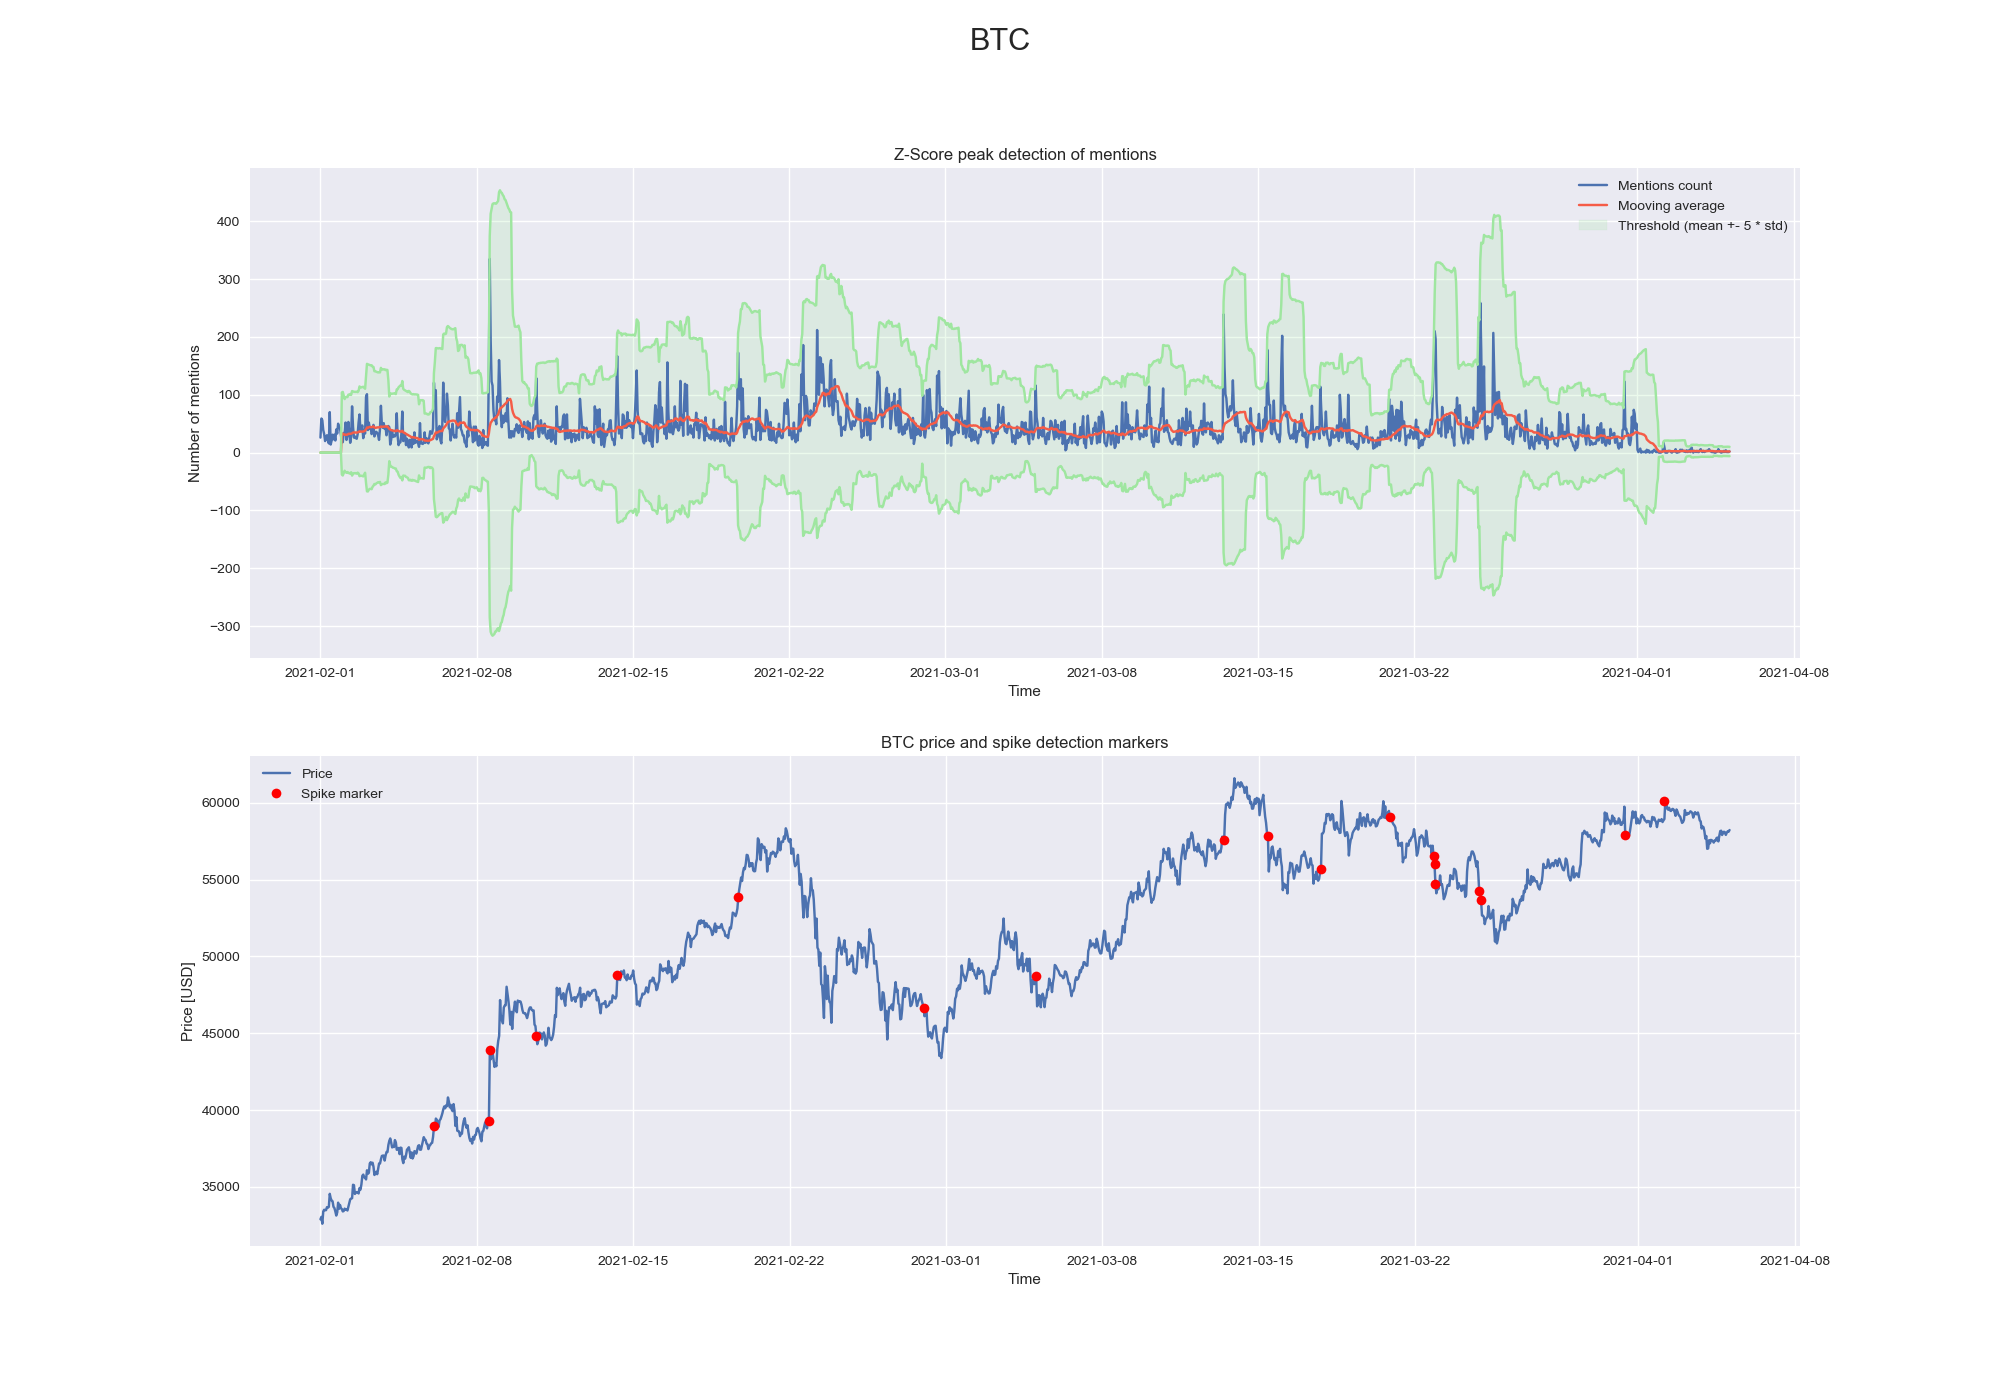 BTC
Z-Score peak detection of mentions
Mentions count
Mooving average
Threshold (mean +- 5 * std)
Number of mentions
400
300
200
100
0
−100
−200
−300
2021-02-01 2021-02-08 2021-02-15 2021-02-22 2021-03-01 2021-03-08 2021-03-15 2021-03-22 2021-04-01 2021-04-08
Time
BTC price and spike detection markers
Price
Spike marker
Price [USD]
60000
55000
50000
45000
40000
35000
2021-02-01 2021-02-08 2021-02-15 2021-02-22 2021-03-01 2021-03-08 2021-03-15 2021-03-22 2021-04-01 2021-04-08
Time